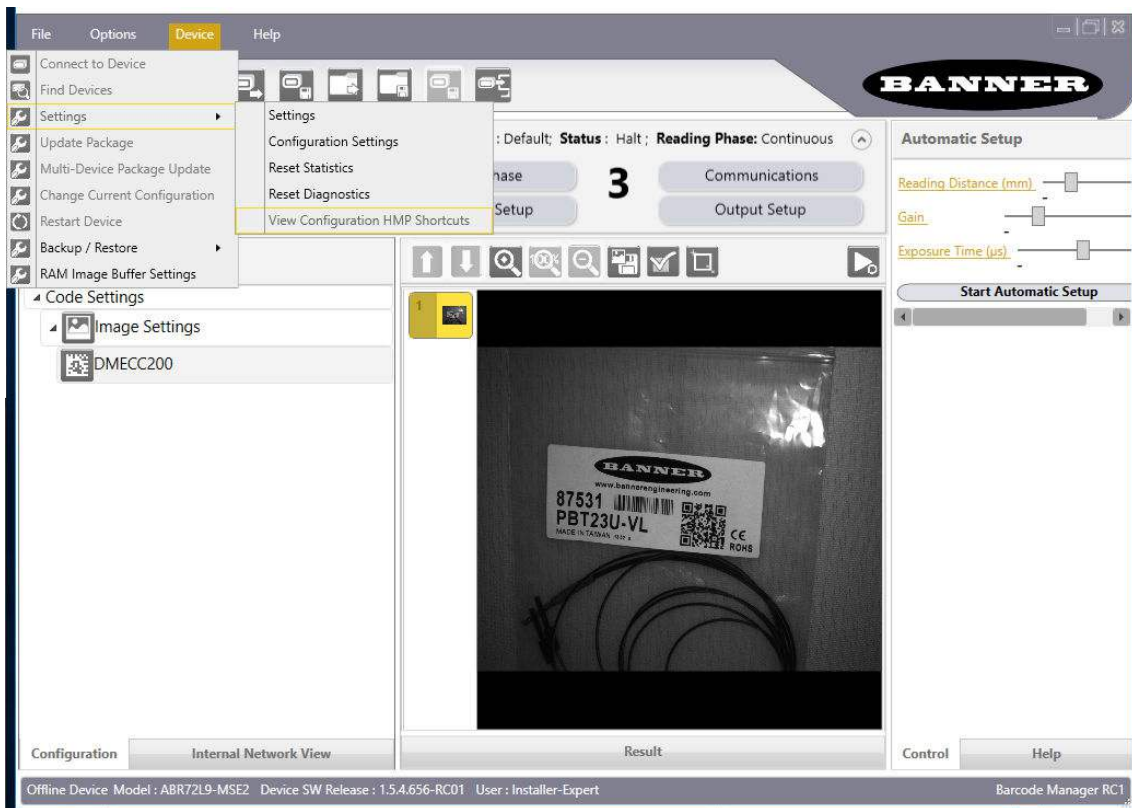 File Options Device Help
Connect to Device
Find Devices
Settings
Update Package
Multi-Device Package Update
Change Current Configuration
Restart Device
Backup / Restore
RAM Image Buffer Settings
Settings
Configuration Settings
Reset Statistics
Reset Diagnostics
View Configuration HMP Shortcuts
BANNER
: Default; Status : Halt ; Reading Phase: Continuous
hase
3
Communications
Setup
Output Setup
Automatic Setup
Reading Distance (mm)
Gain
Exposure Time (µs)
Start Automatic Setup
Code Settings
Image Settings
DMECC200
1
BANNER
www.bannerengineering.com
87531
PBT23U-VL
MADE IN TAIWAN
CE
ROHS
Configuration Internal Network View
Result
Control Help
Offline Device Model : ABR72L9-MSE2 Device SW Release : 1.5.4.656-RC01 User : Installer-Expert
Barcode Manager RC1